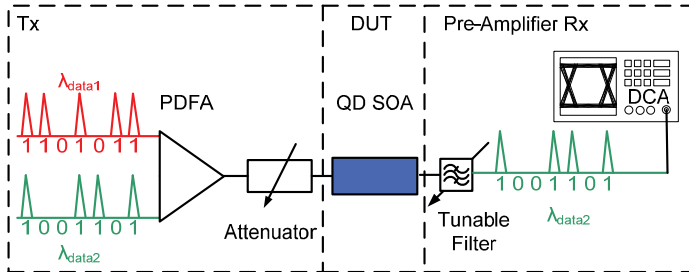 Tx
DUT
Pre-Amplifier Rx
λdata1
PDFA
QD SOA
DCA
1 1 0 1 0 1 1
1 0 0 1 1 0 1
1 0 0 1 1 0 1
Attenuator
Tunable
Filter
λdata2
λdata2